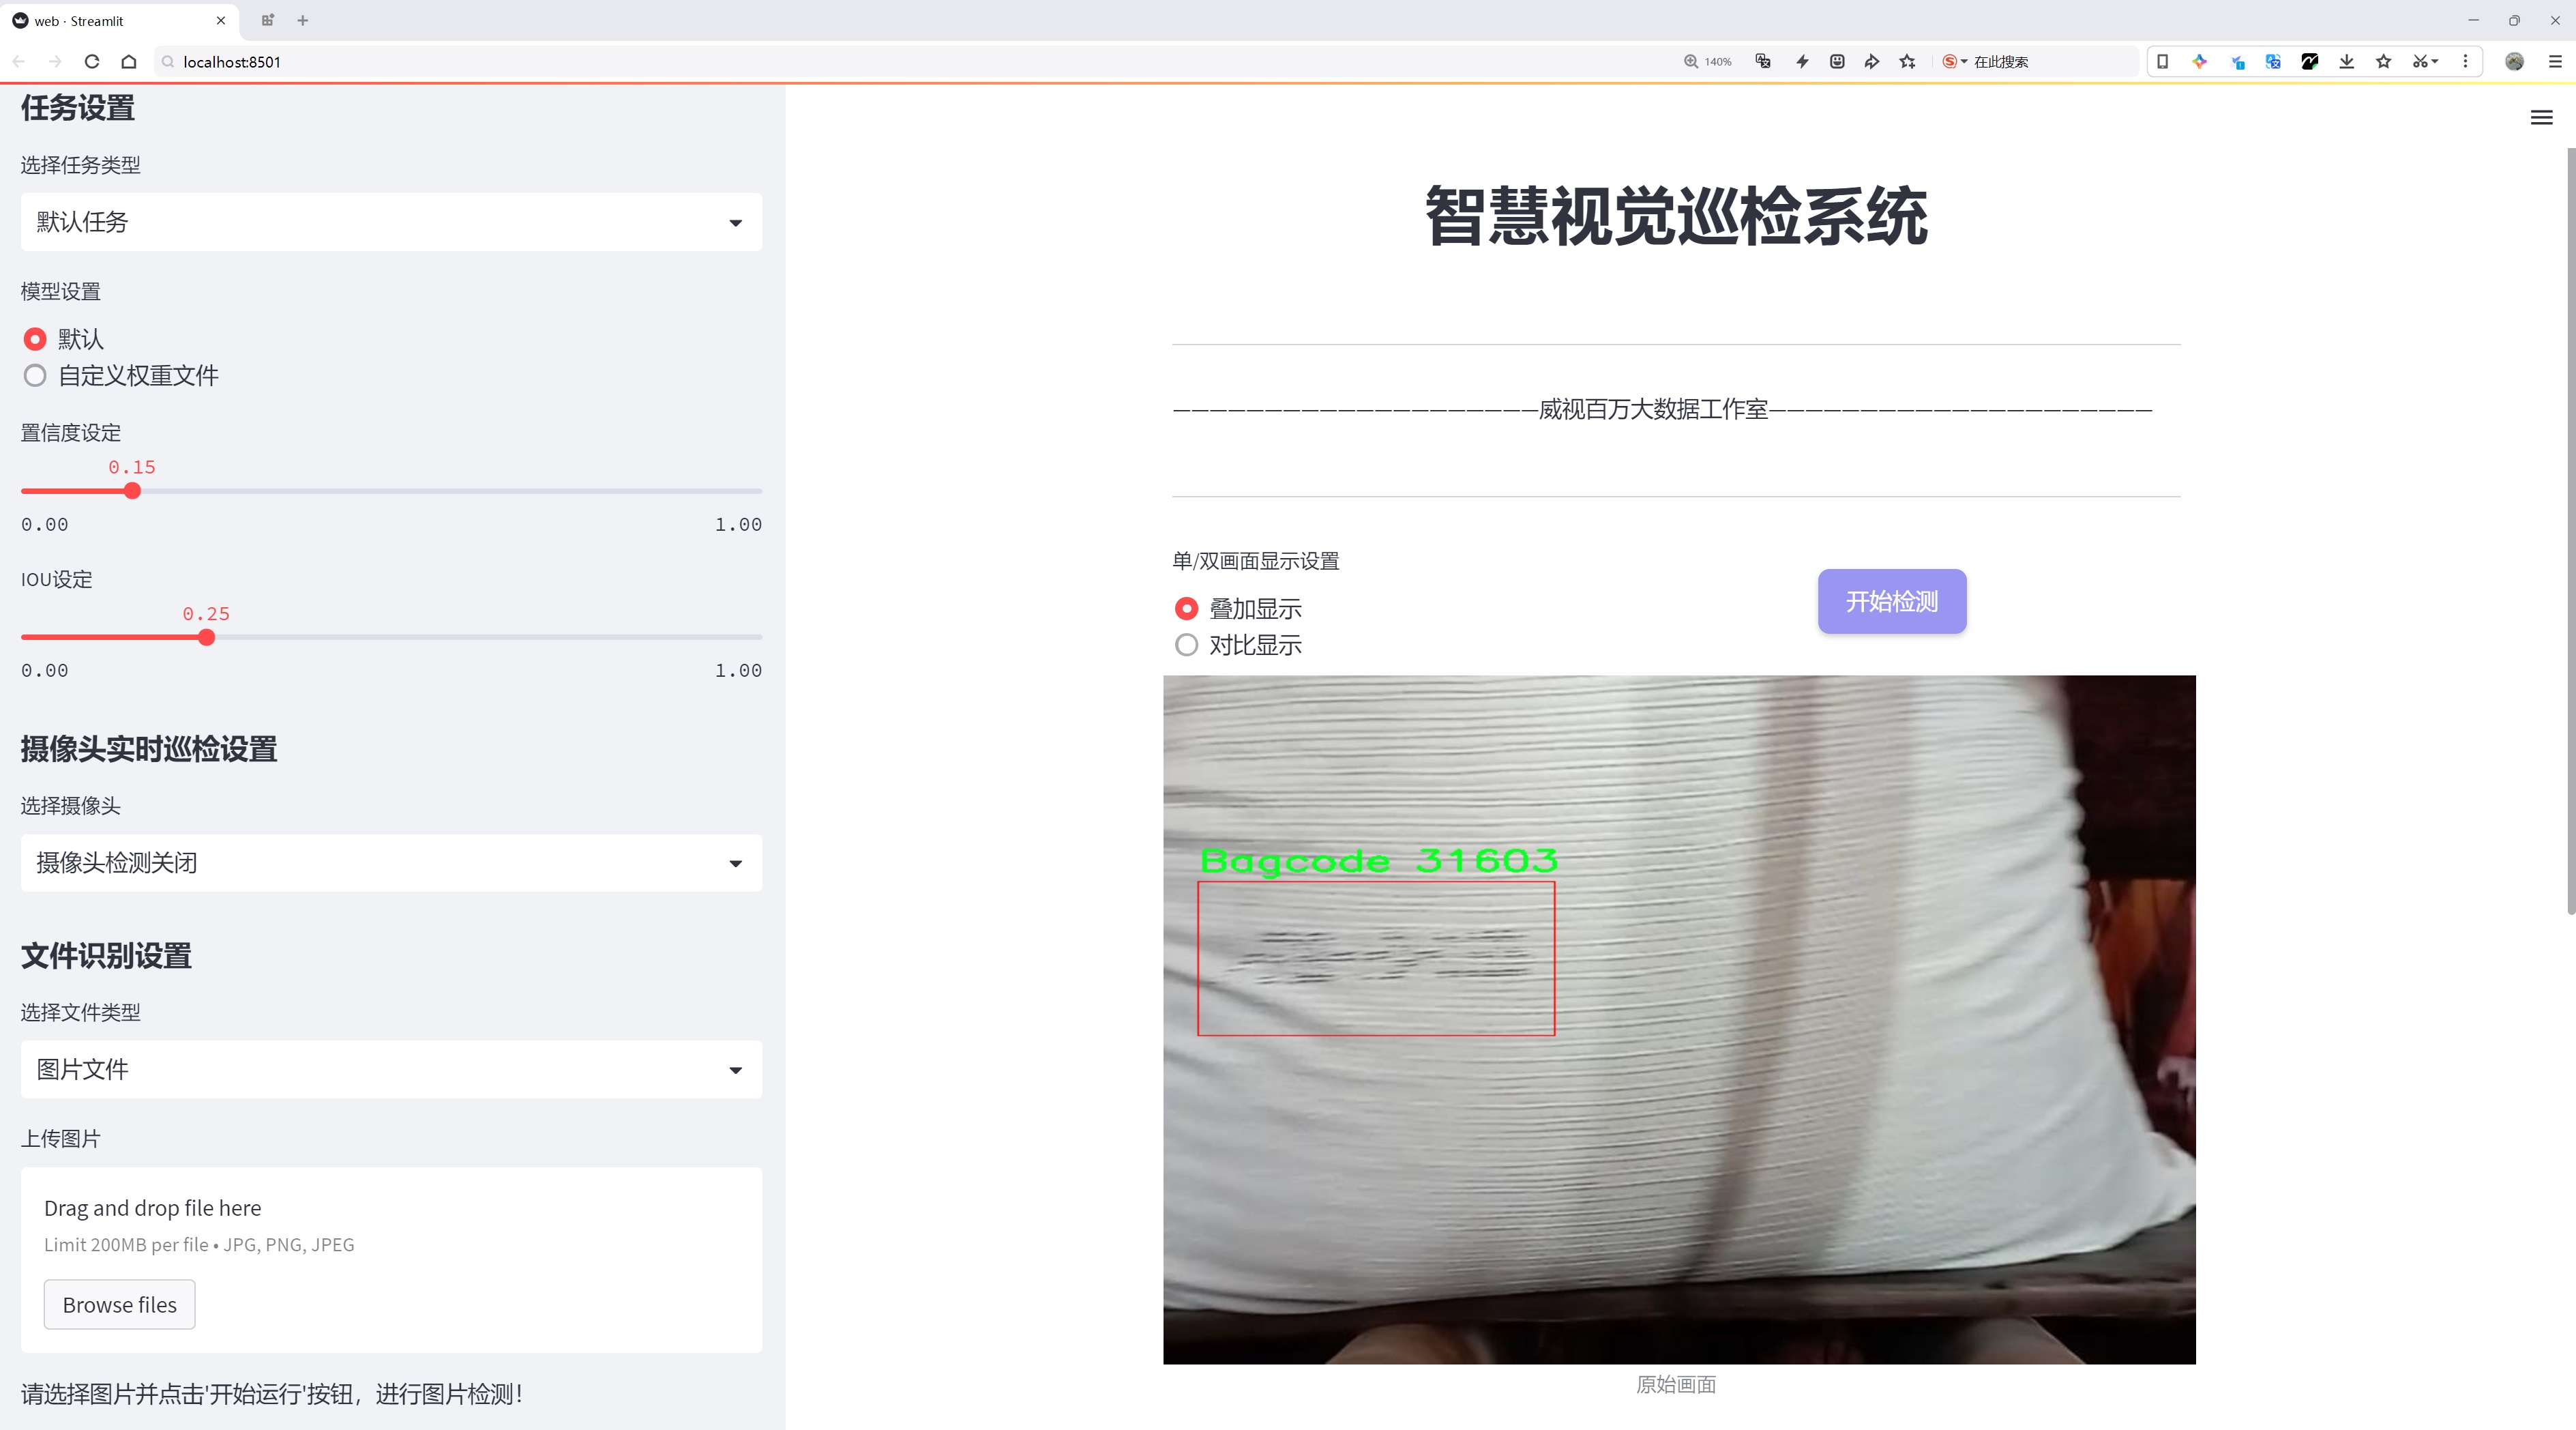 web · Streamlit
localhost:8501
140%
在此搜索
任务设置
选择任务类型
默认任务
模型设置
默认
自定义权重文件
置信度设定
0.15
0.00 1.00
IOU设定
0.25
0.00 1.00
摄像头实时巡检设置
选择摄像头
摄像头检测关闭
文件识别设置
选择文件类型
图片文件
上传图片
Drag and drop file here
Limit 200MB per file • JPG, PNG, JPEG
Browse files
请选择图片并点击'开始运行'按钮，进行图片检测！
智慧视觉巡检系统
————————————————————威视百万大数据工作室—————————————————————
单/双画面显示设置
叠加显示
对比显示
开始检测
Bagcode 31603
原始画面